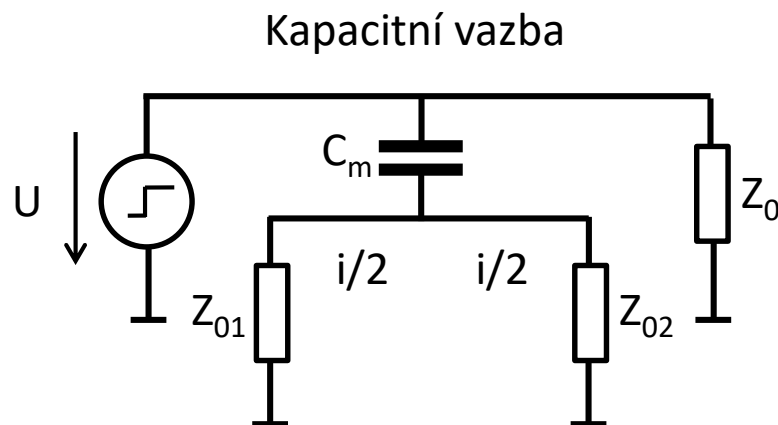 Kapacitní vazba
C_m
U
Z_0
i/2
i/2
Z_01
Z_02